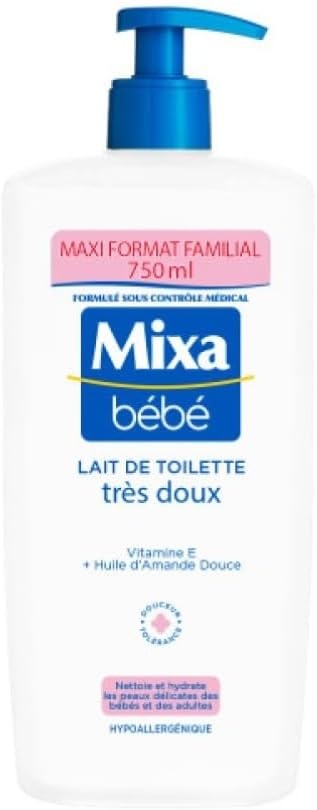 MAXI FORMAT FAMILIAL
750 ml
FORMULÉ SOUS CONTRÔLE MÉDICAL
Mixa
bébé
LAIT DE TOILETTE
très doux
Vitamine E
+ Huile d'Amande Douce
DOUCEUR
TOLÉRANCE
Nettoie et hydrate
les peaux délicates des
bébés et des adultes
HYPOALLERGÉNIQUE